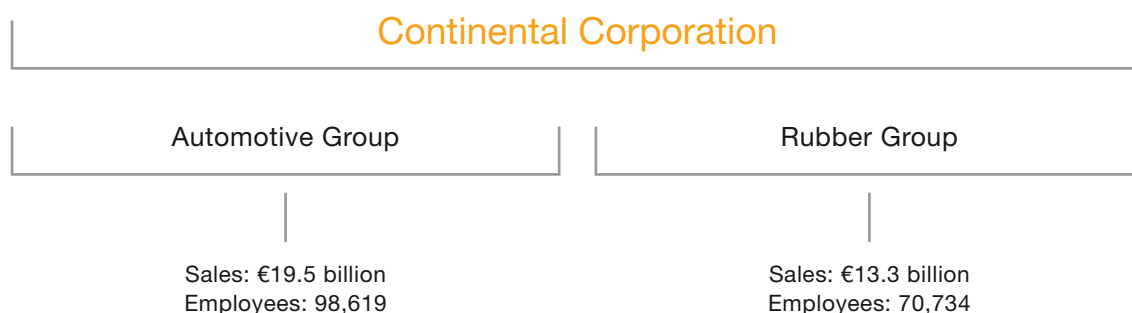 Continental Corporation
Automotive Group
Rubber Group
Sales: €19.5 billion
Employees: 98,619
Sales: €13.3 billion
Employees: 70,734